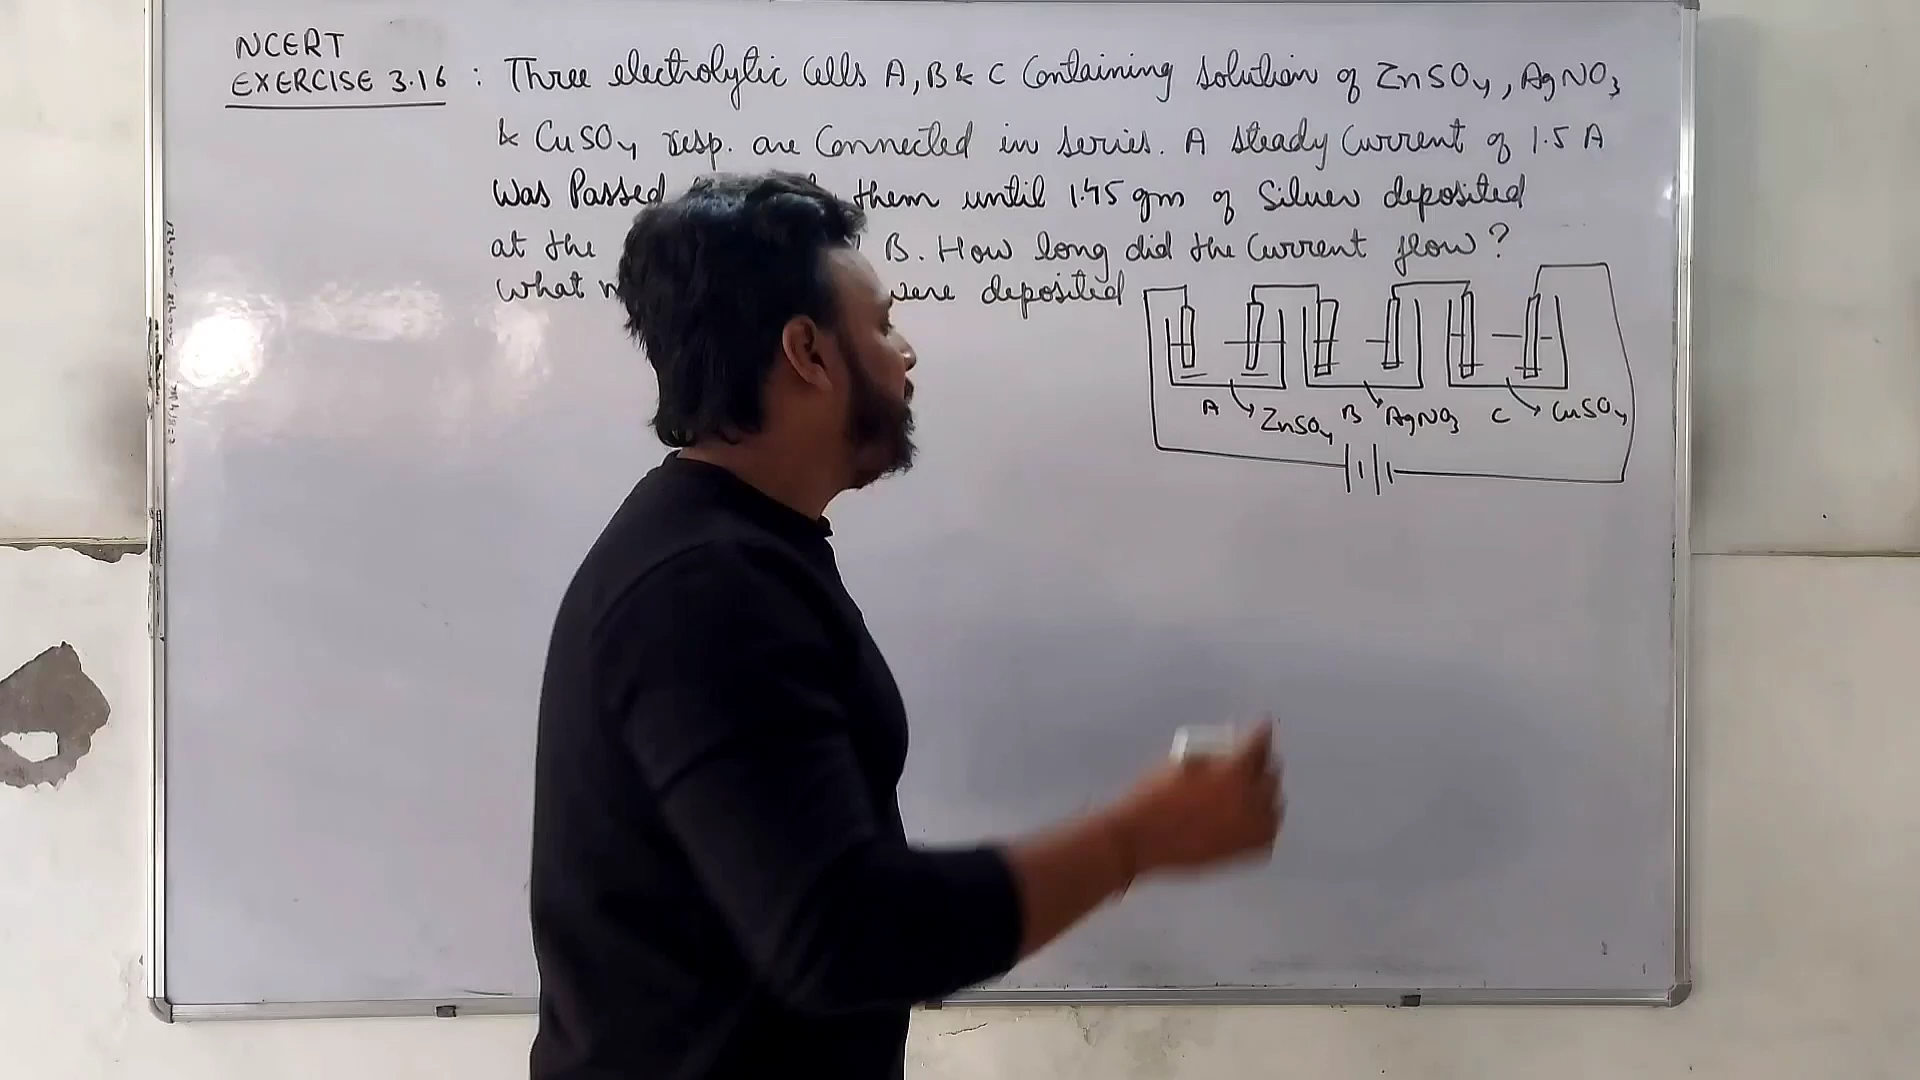 NCERT
EXERCISE 3.16 : Three electrolytic Cells A, B & C Containing solution of ZnSO4, AgNO3
& CuSO4 resp. are Connected in series. A steady Current of 1.5 A
Was Passed them until 1.45 gm of Silver deposited
at the B. How long did the Current flow?
What were deposited
A ZnSO4 B AgNO3 C CuSO4